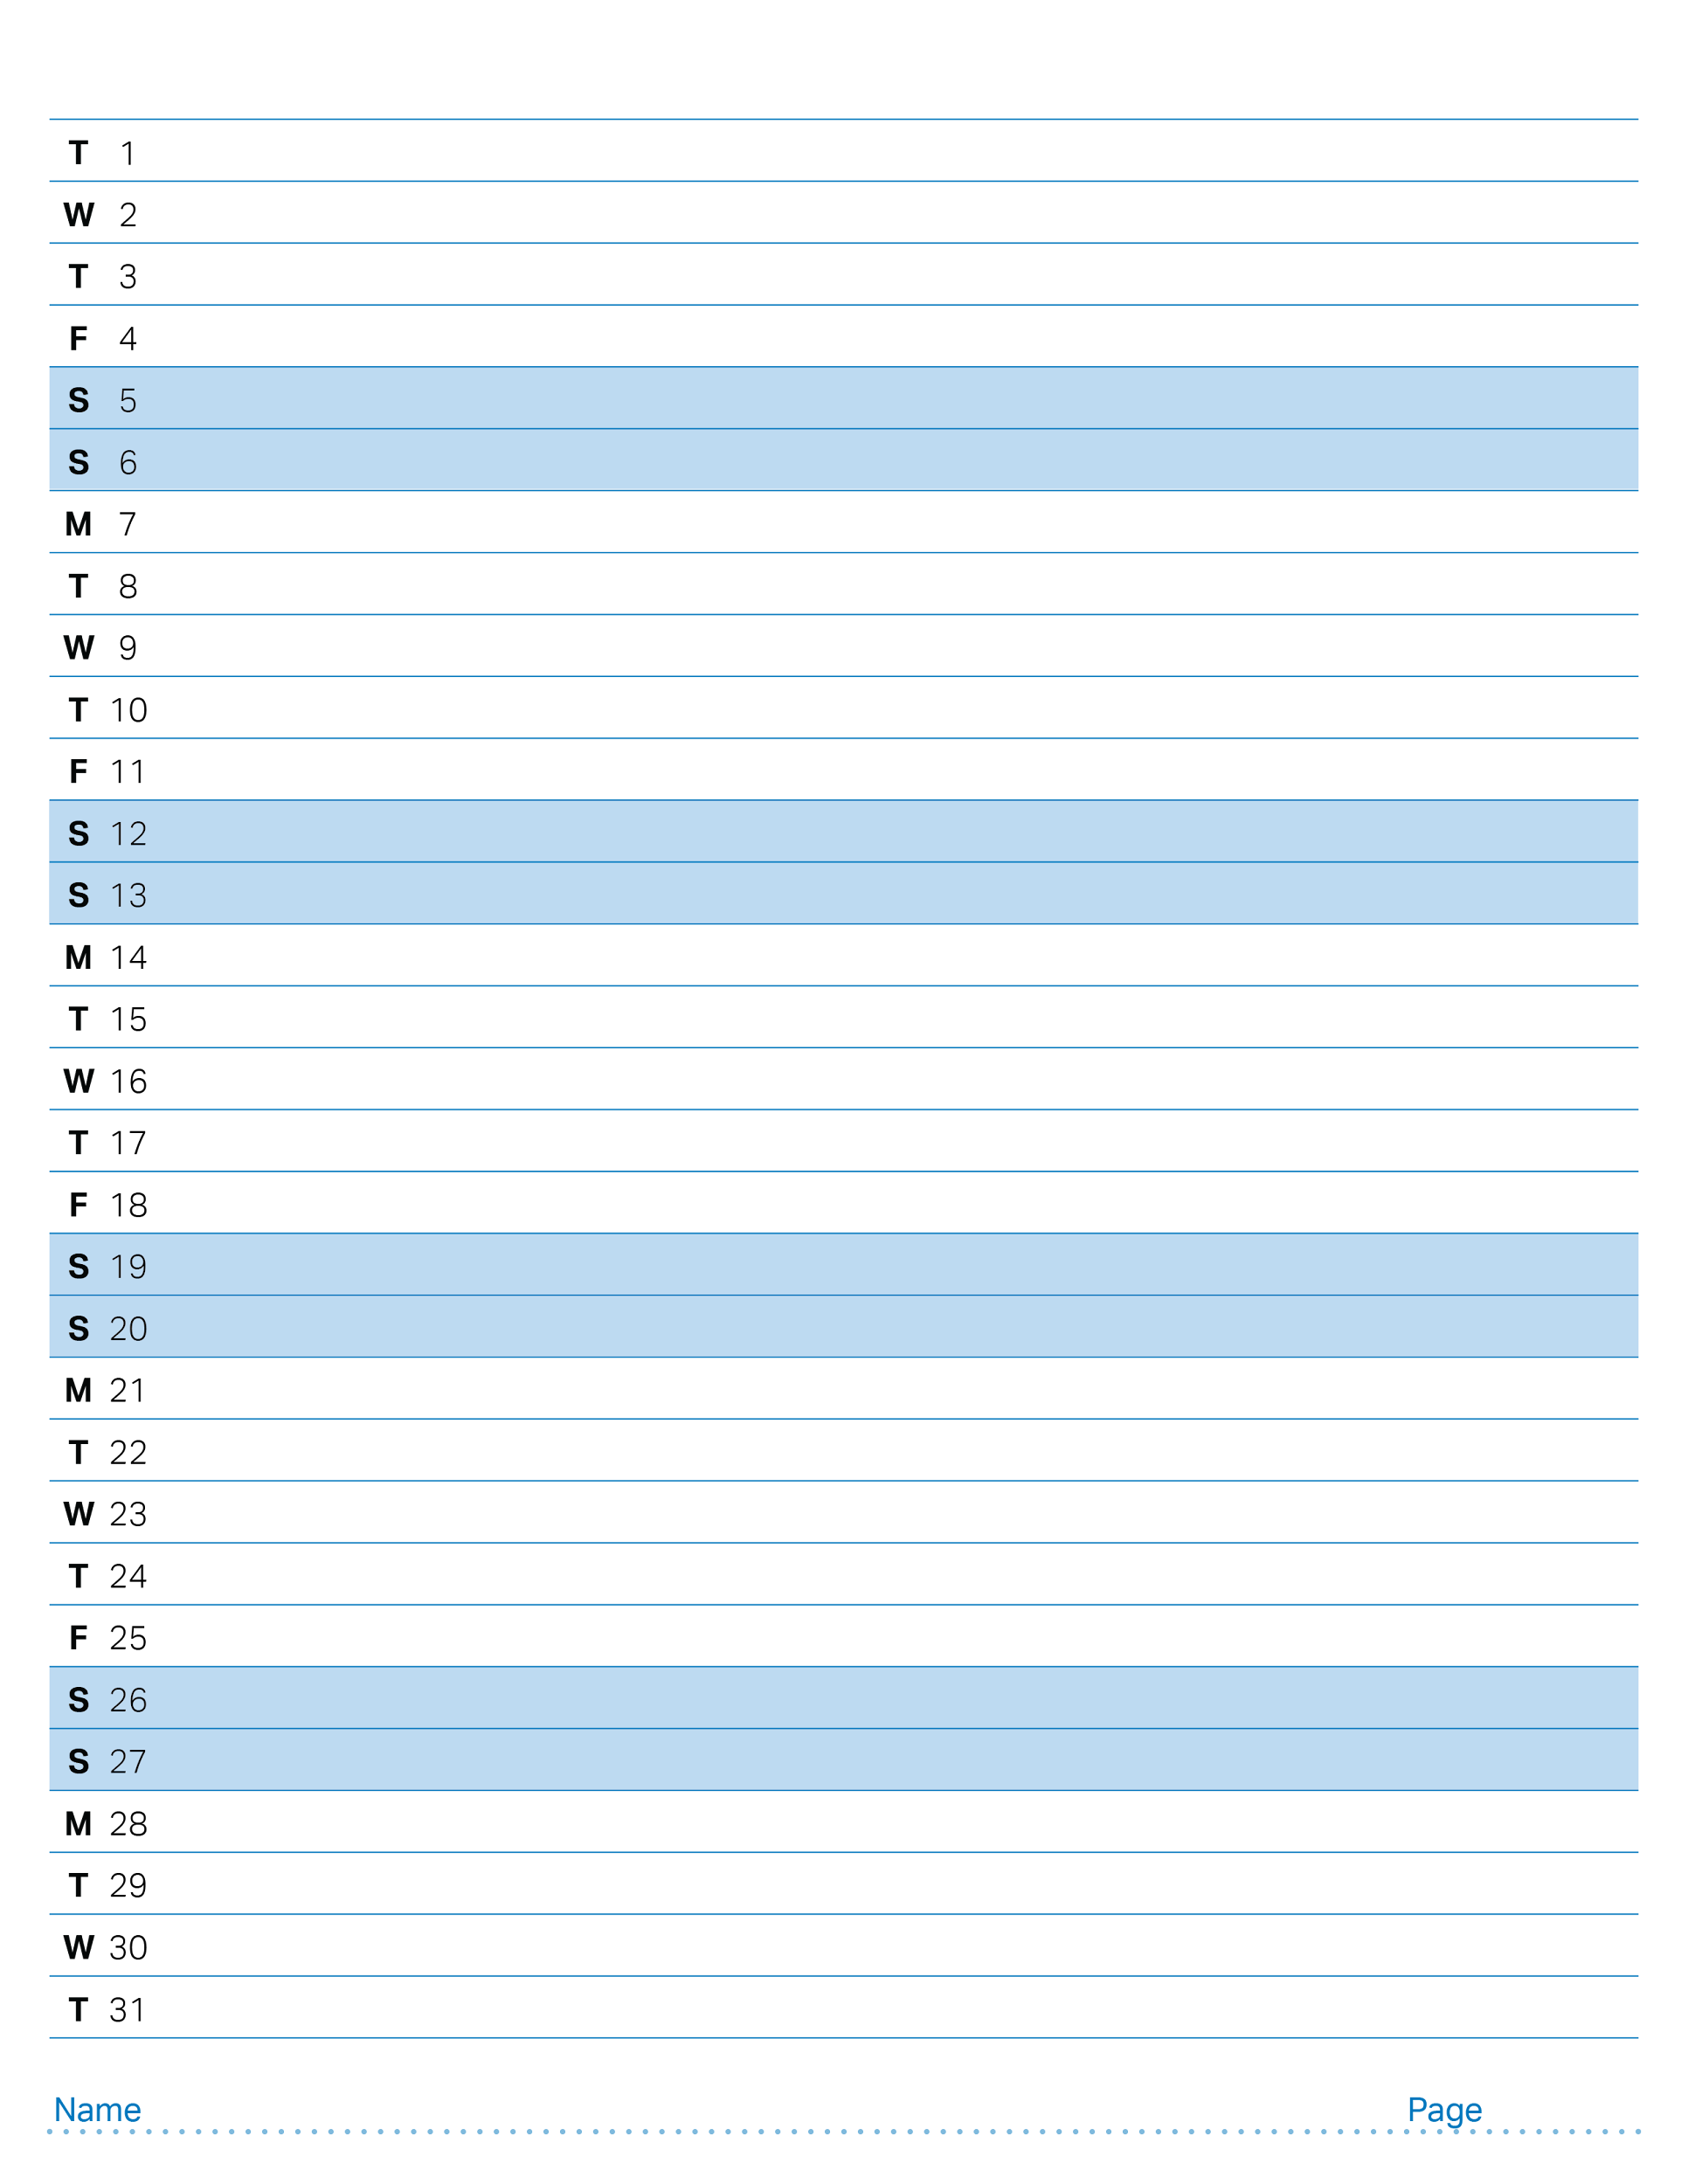 T 1
W 2
T 3
F 4
S 5
S 6
M 7
T 8
W 9
T 10
F 11
S 12
S 13
M 14
T 15
W 16
T 17
F 18
S 19
S 20
M 21
T 22
W 23
T 24
F 25
S 26
S 27
M 28
T 29
W 30
T 31
Name Page